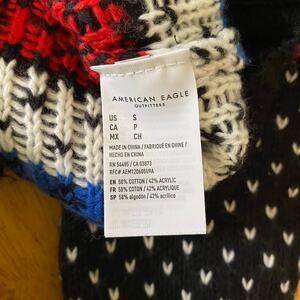 AMERICAN EAGLE
OUTFITTERS
US S
CA P
MX CH
MADE IN CHINA / FABRIQUÉ EN CHINE /
HECHO EN CHINA
RN 54485 / CA 03873
RFC# AEM120605U9A
EN 58% COTTON / 42% ACRYLIC
FR 58% COTON / 42% ACRYLIQUE
SP 58% algodón / 42% acrílico